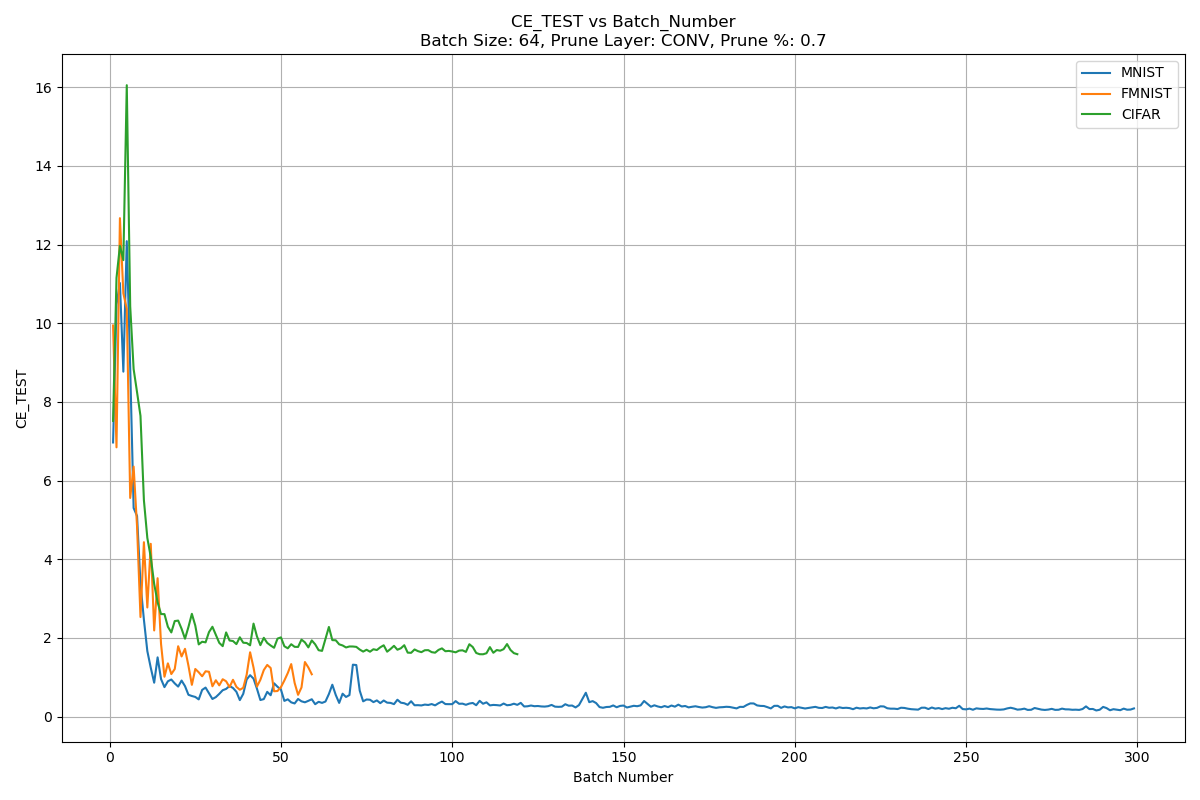 CE_TEST vs Batch_Number
Batch Size: 64, Prune Layer: CONV, Prune %: 0.7
MNIST
FMNIST
CIFAR
CE_TEST
16
14
12
10
8
6
4
2
0
0 50 100 150 200 250 300
Batch Number